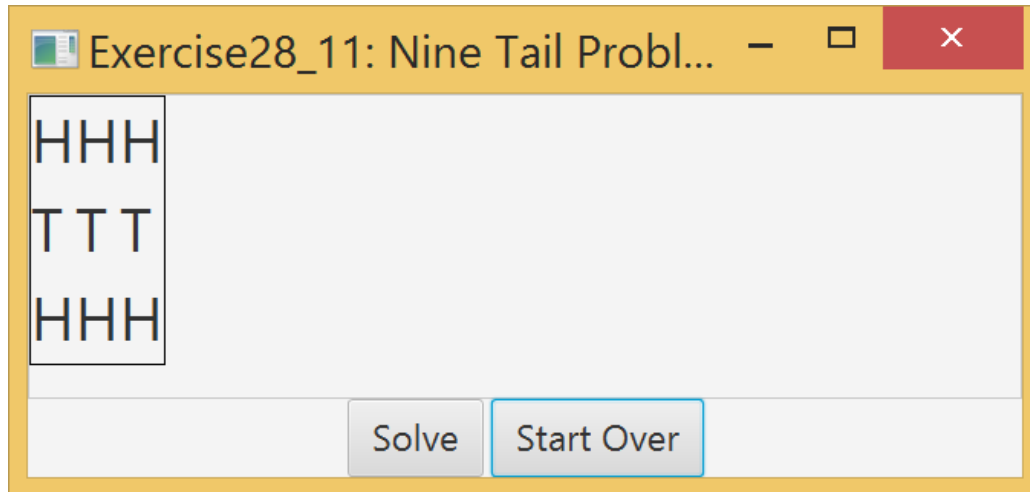 Exercise28_11: Nine Tail Probl...
HHH
T T T
HHH
Solve Start Over